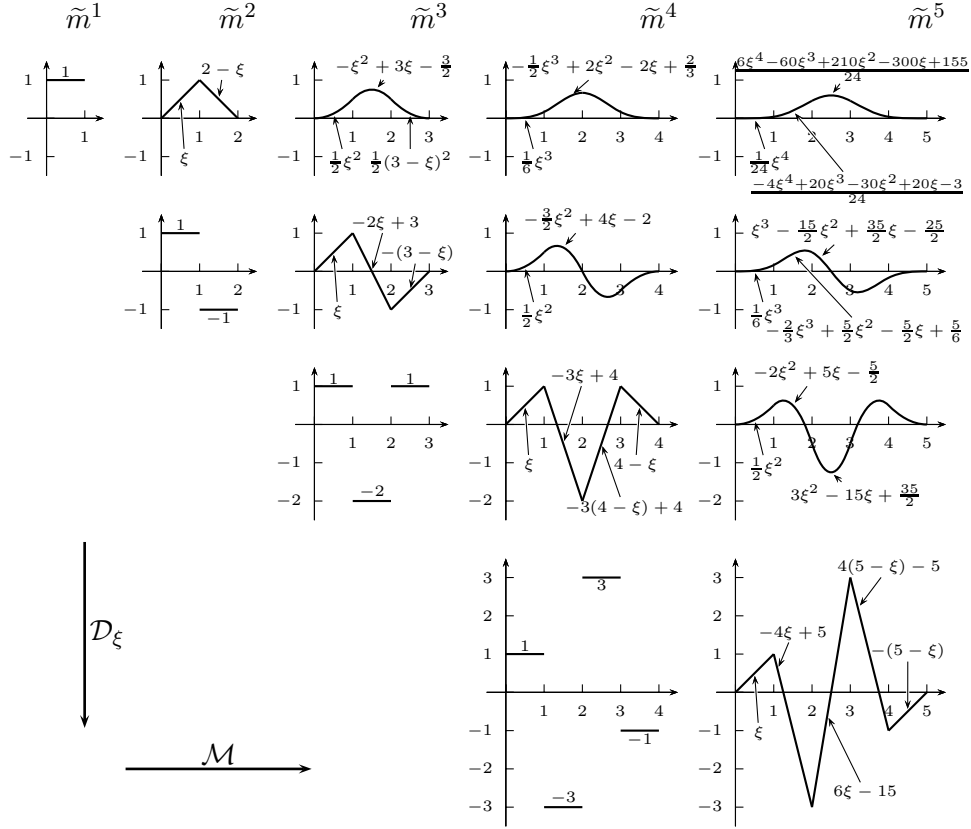 m̃¹ m̃² m̃³ m̃⁴ m̃⁵
1 −1 1 1
1 −1 1 2 2 − ξ ξ
1 −1 1 2 3 −ξ² + 3ξ − 3/2 1/2ξ² 1/2(3 − ξ)²
1 −1 1 2 3 4 −1/2ξ³ + 2ξ² − 2ξ + 2/3 1/6ξ³
1 −1 1 2 3 4 5 6ξ⁴−60ξ³+210ξ²−300ξ+155/24 1/24ξ⁴ −4ξ⁴+20ξ³−30ξ²+20ξ−3/24
1 −1 1 2 1 −1
1 −1 1 2 3 −2ξ + 3 −(3 − ξ) ξ
1 −1 1 2 3 4 −3/2ξ² + 4ξ − 2 1/2ξ²
1 −1 1 2 3 4 5 ξ³ − 15/2ξ² + 35/2ξ − 25/2 1/6ξ³ −2/3ξ³ + 5/2ξ² − 5/2ξ + 5/6
1 −1 −2 1 2 3 1 1 −2
1 −1 −2 1 2 3 4 −3ξ + 4 ξ 4 − ξ −3(4 − ξ) + 4
1 −1 −2 1 2 3 4 5 −2ξ² + 5ξ − 5/2 1/2ξ² 3ξ² − 15ξ + 35/2
3 2 1 −1 −2 −3 1 2 3 4 1 −3 3 −1
3 2 1 −1 −2 −3 1 2 3 4 5 4(5 − ξ) − 5 −4ξ + 5 −(5 − ξ) ξ 6ξ − 15
𝒟ξ
ℳ